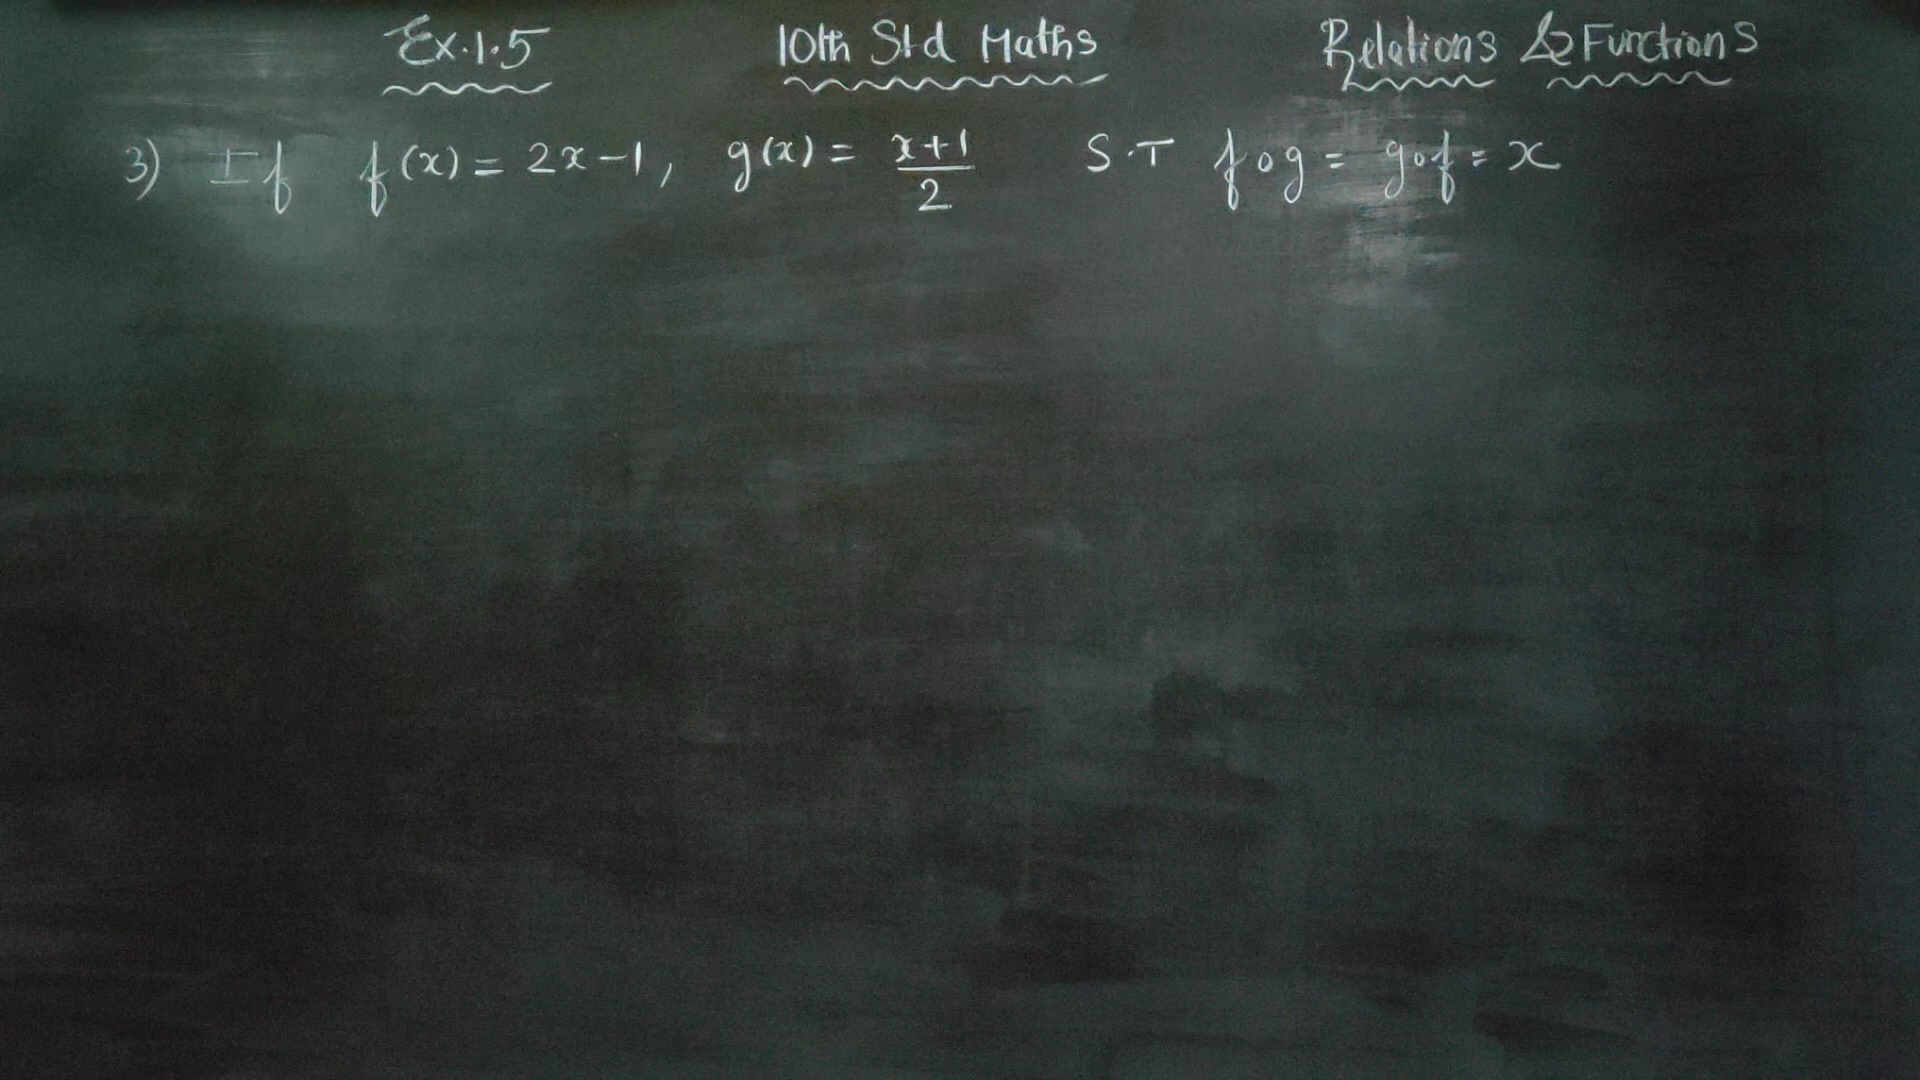 Ex.1.5 10th Std Maths Relations & Functions
3) If f(x) = 2x-1, g(x) = x+1/2 S.T fog = gof = x